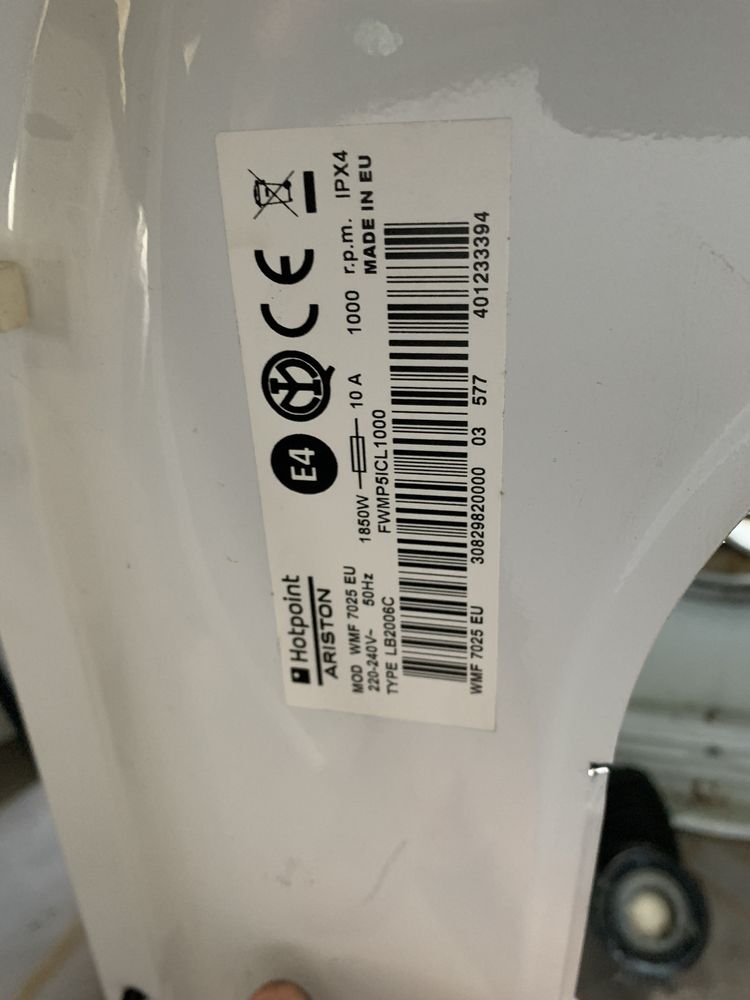 Hotpoint
ARISTON
E4
CE
MOD WMF 7025 EU
220-240V~ 50Hz 1850W 10 A 1000 r.p.m. IPX4
TYPE LB2006C FWMP5ICL1000 MADE IN EU
WMF 7025 EU 30829820000 03 577 401233394